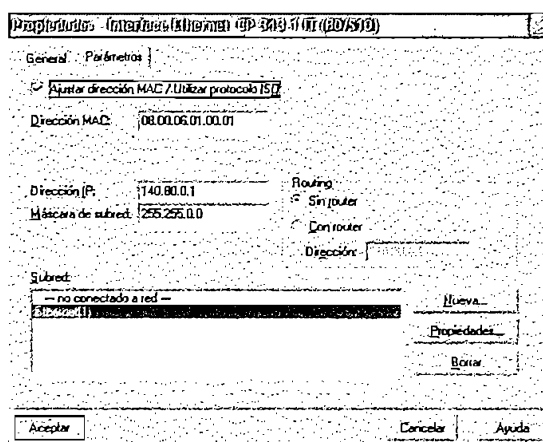 Propiedades - Interface Ethernet CP 343-1 IT (R0/S10)
General Parámetros
Ajustar dirección MAC / Utilizar protocolo ISO
Dirección MAC: 08.00.06.01.00.01
Dirección IP: 140.80.0.1
Máscara de subred: 255.255.0.0
Routing
Sin router
Con router
Dirección:
Subred:
--- no conectado a red ---
Ethernet(1)
Nueva...
Propiedades...
Borrar
Aceptar Cancelar Ayuda